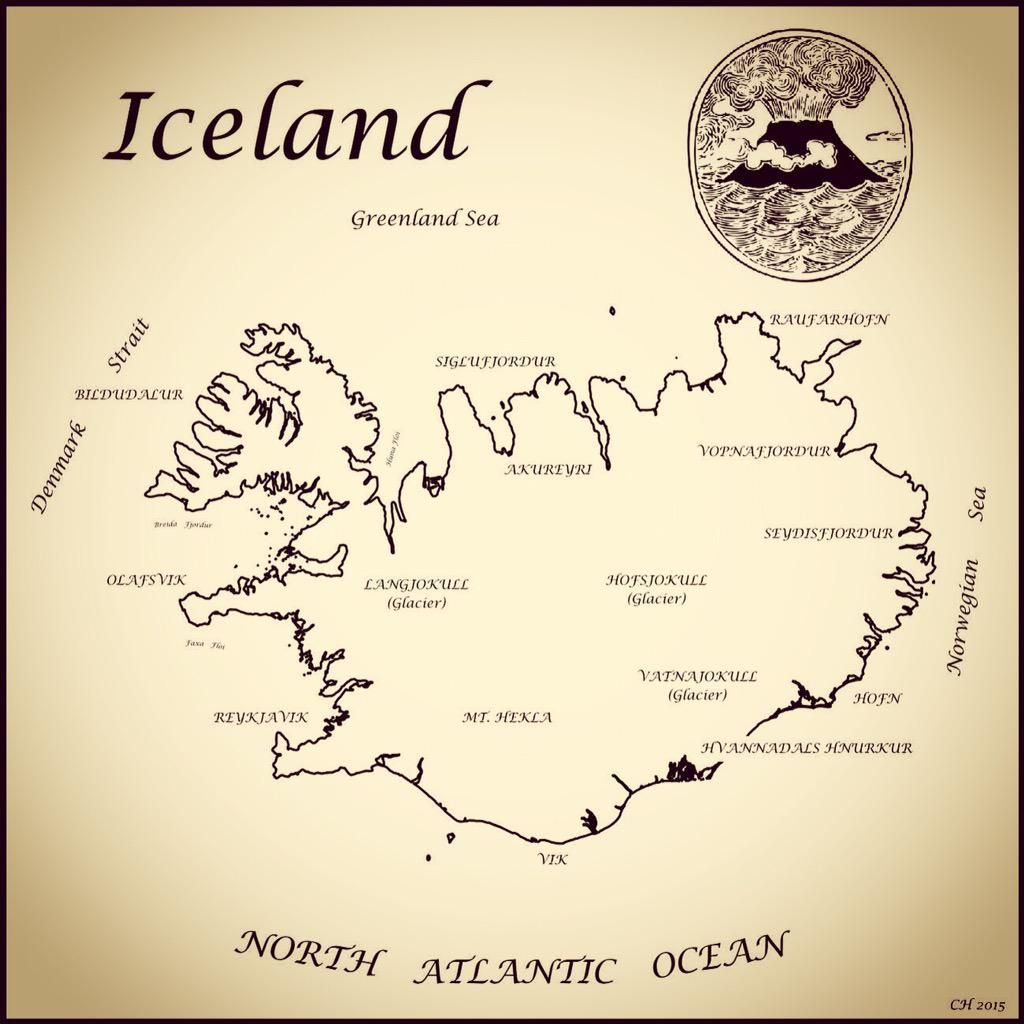 Iceland
Greenland Sea
Denmark Strait
RAUFARHOFN
SIGLUFJORDUR
BILDUDALUR
Huna Floi
VOPNAFJORDUR
AKUREYRI
Breida Fjordur
SEYDISFJORDUR
Norwegian Sea
OLAFSVIK
LANGJOKULL
(Glacier)
HOFSJOKULL
(Glacier)
Faxa Floi
VATNAJOKULL
(Glacier)
HOFN
REYKJAVIK
MT. HEKLA
HVANNADALS HNURKUR
VIK
NORTH ATLANTIC OCEAN
CH 2015